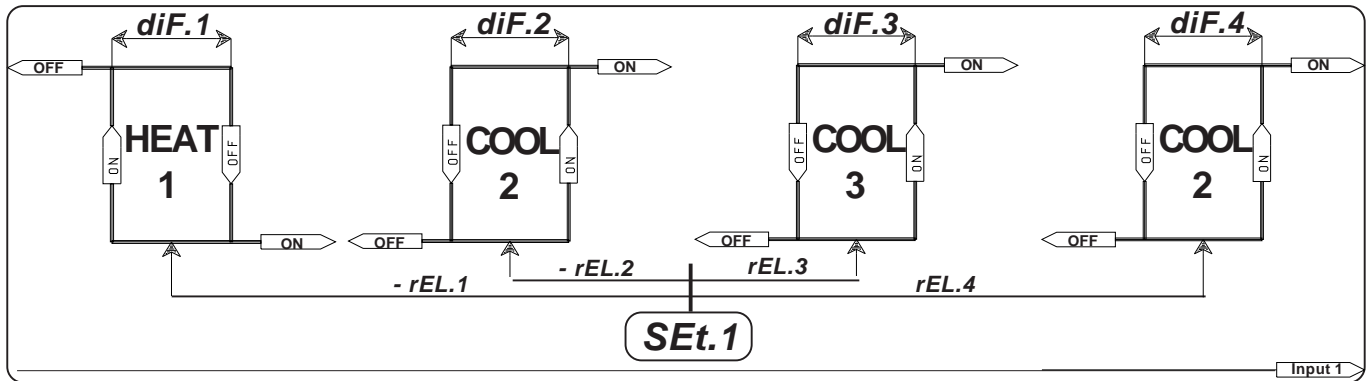 diF.1 diF.2 diF.3 diF.4
OFF ON ON ON
HEAT COOL COOL COOL
ON OFF OFF ON OFF ON OFF ON
1 2 3 2
ON OFF OFF OFF
- rEL.2 rEL.3
- rEL.1 rEL.4
SEt.1
Input 1